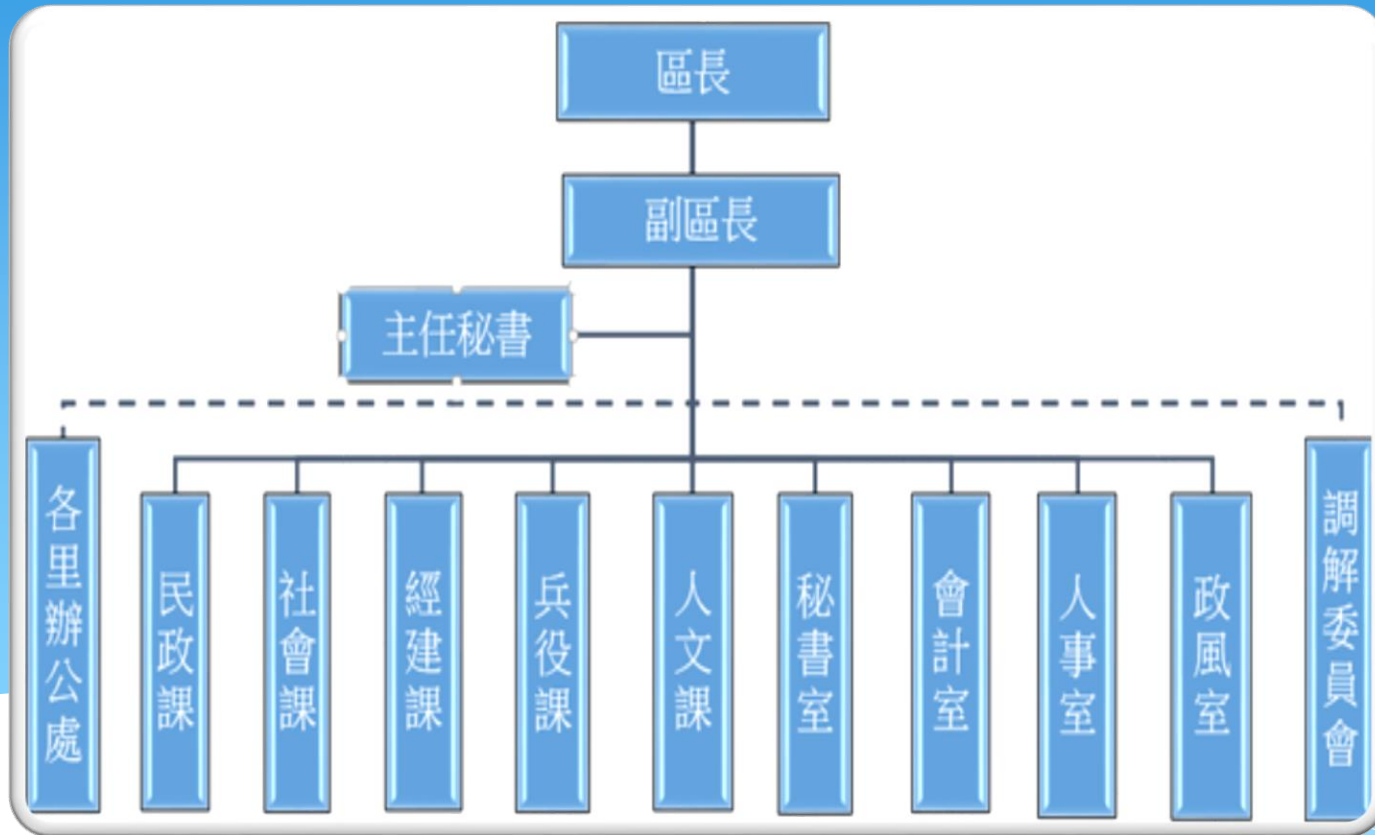 區長
副區長
主任秘書
各里辦公處
民政課
社會課
經建課
兵役課
人文課
秘書室
會計室
人事室
政風室
調解委員會